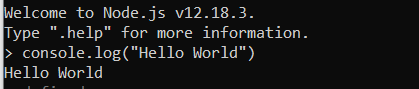 Welcome to Node.js v12.18.3.
Type ".help" for more information.
> console.log("Hello World")
Hello World